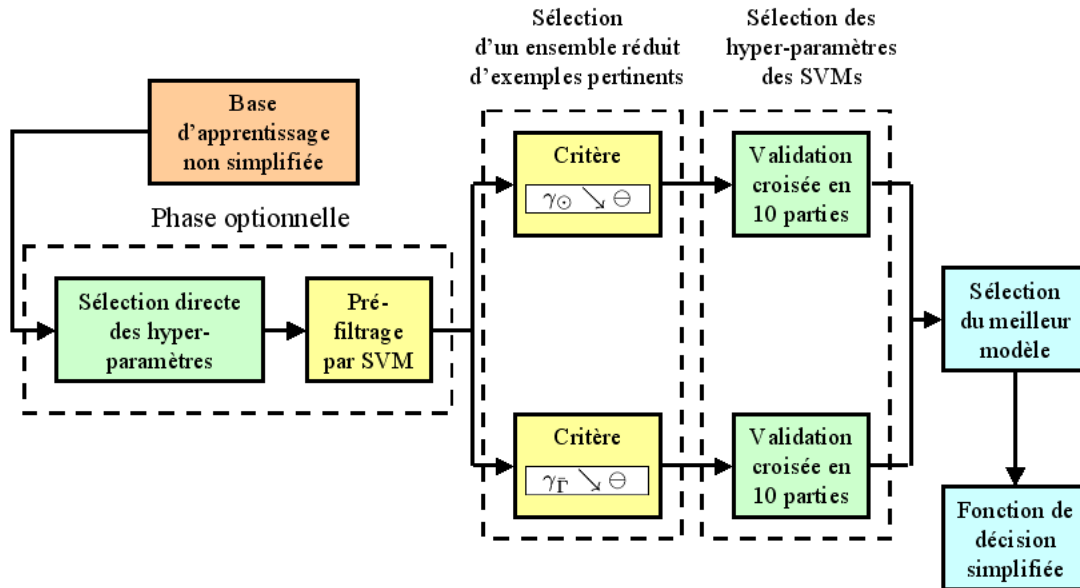 Sélection
d'un ensemble réduit
d'exemples pertinents
Sélection des
hyper-paramètres
des SVMs
Base
d'apprentissage
non simplifiée
Critère
γ⊙ ↘ ⊖
Validation
croisée en
10 parties
Phase optionnelle
Sélection directe
des hyper-
paramètres
Pré-
filtrage
par SVM
Sélection
du meilleur
modèle
Critère
γΓ̄ ↘ ⊖
Validation
croisée en
10 parties
Fonction de
décision
simplifiée